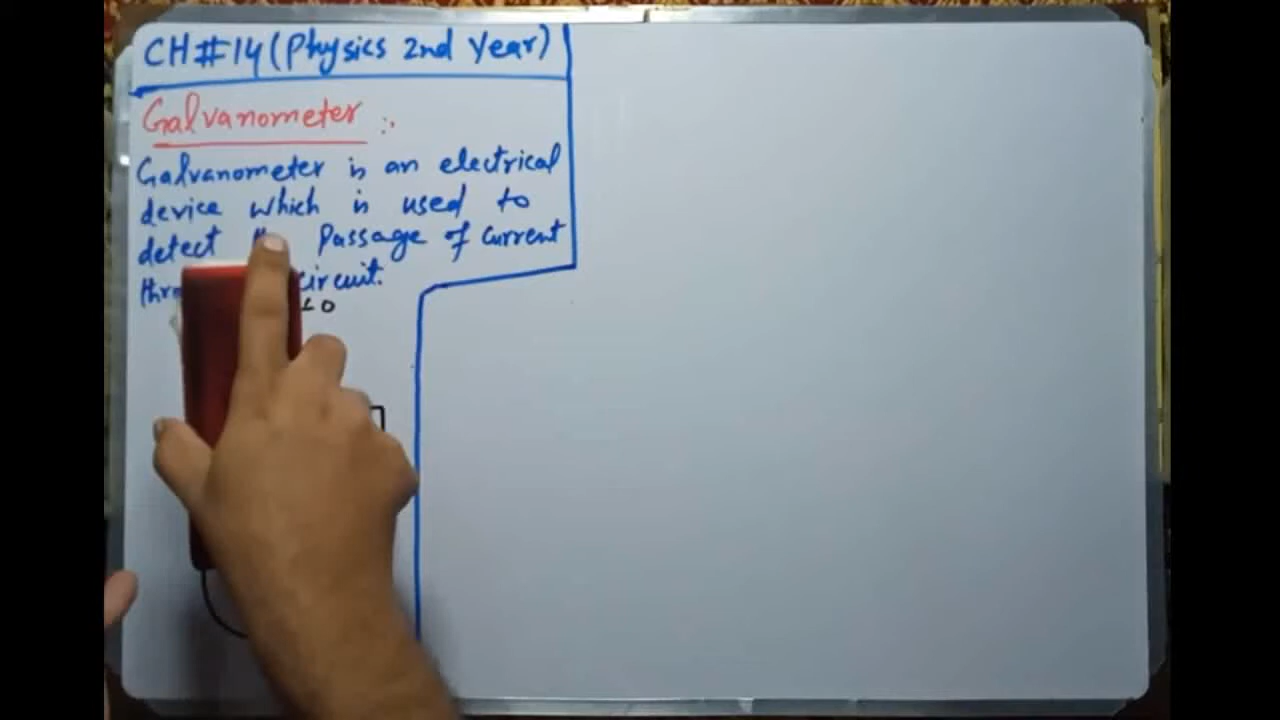 CH#14 (Physics 2nd Year)
Galvanometer :.
Galvanometer is an electrical
device which is used to
detect Passage of Current
circuit.